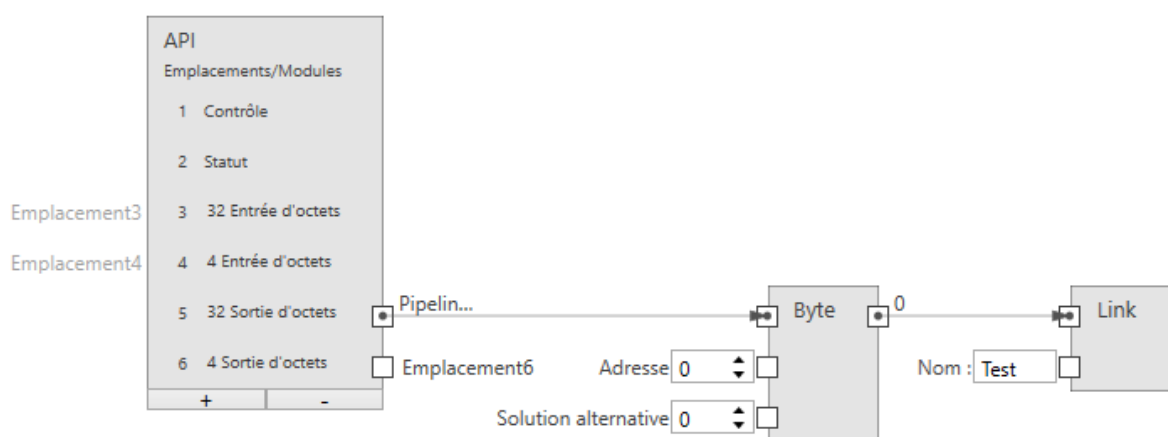 API
Emplacements/Modules
1 Contrôle
2 Statut
Emplacement3 3 32 Entrée d'octets
Emplacement4 4 4 Entrée d'octets
5 32 Sortie d'octets Pipelin... Byte 0 Link
6 4 Sortie d'octets Emplacement6 Adresse 0 Nom : Test
+ -
Solution alternative 0